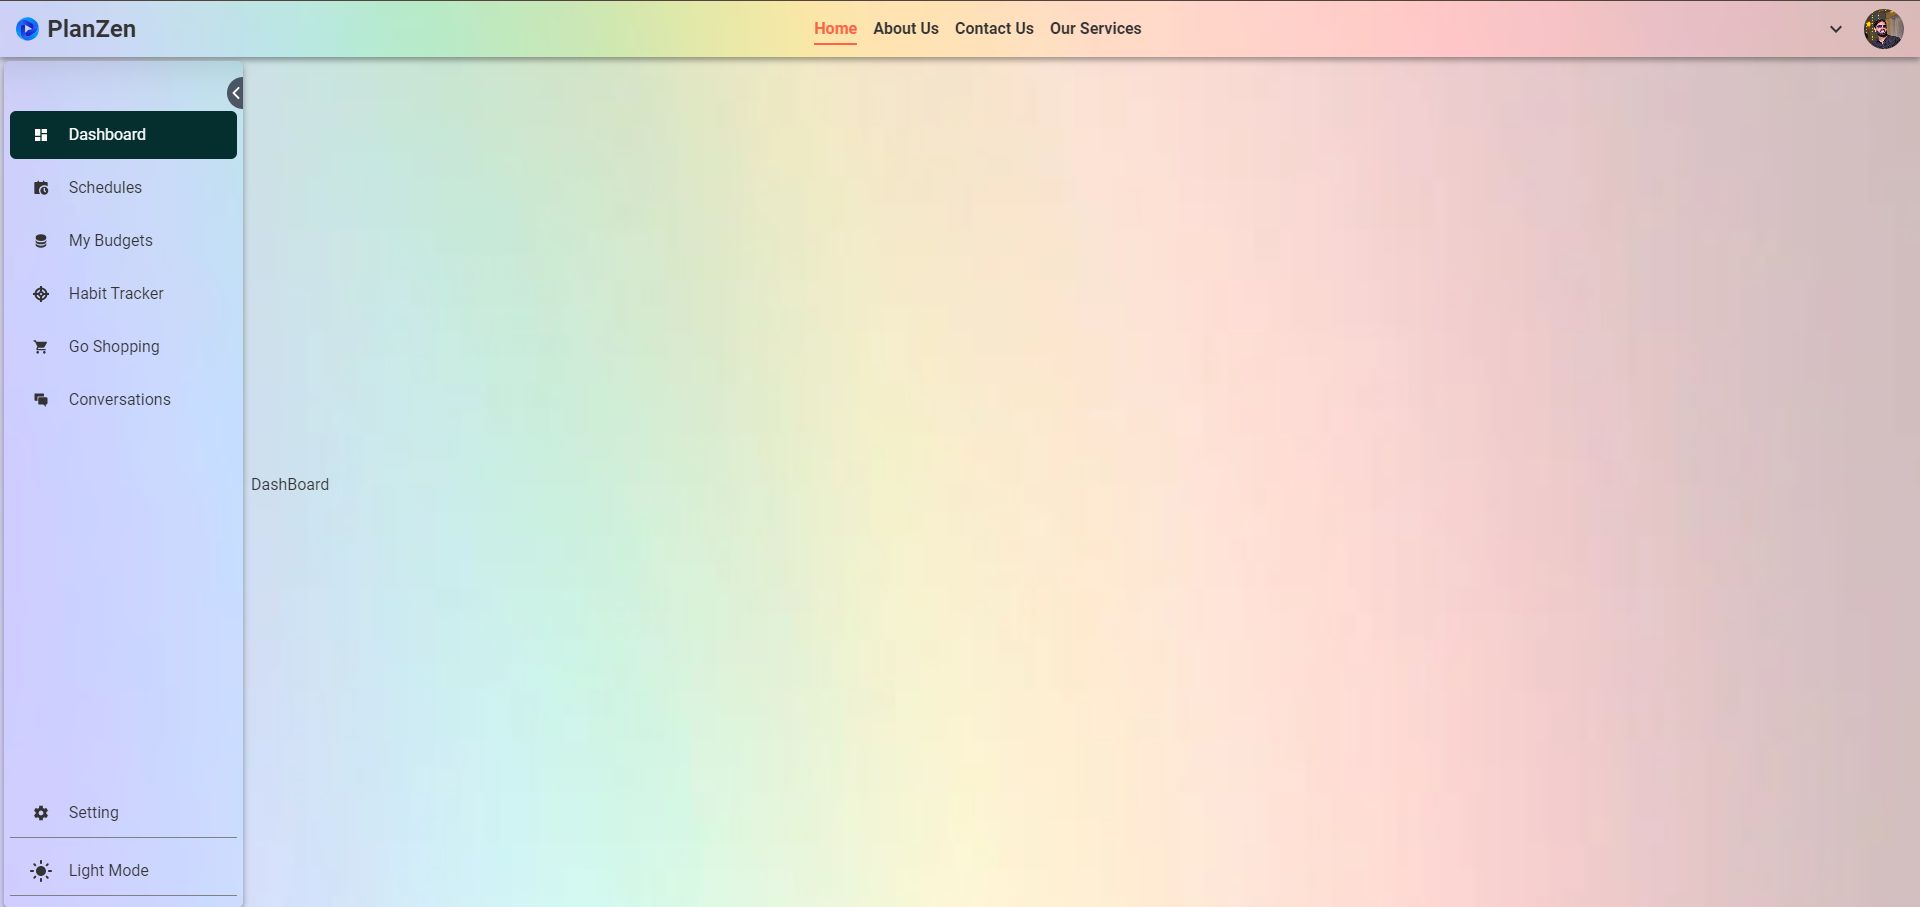 PlanZen
Home About Us Contact Us Our Services
Dashboard
Schedules
My Budgets
Habit Tracker
Go Shopping
Conversations
DashBoard
Setting
Light Mode